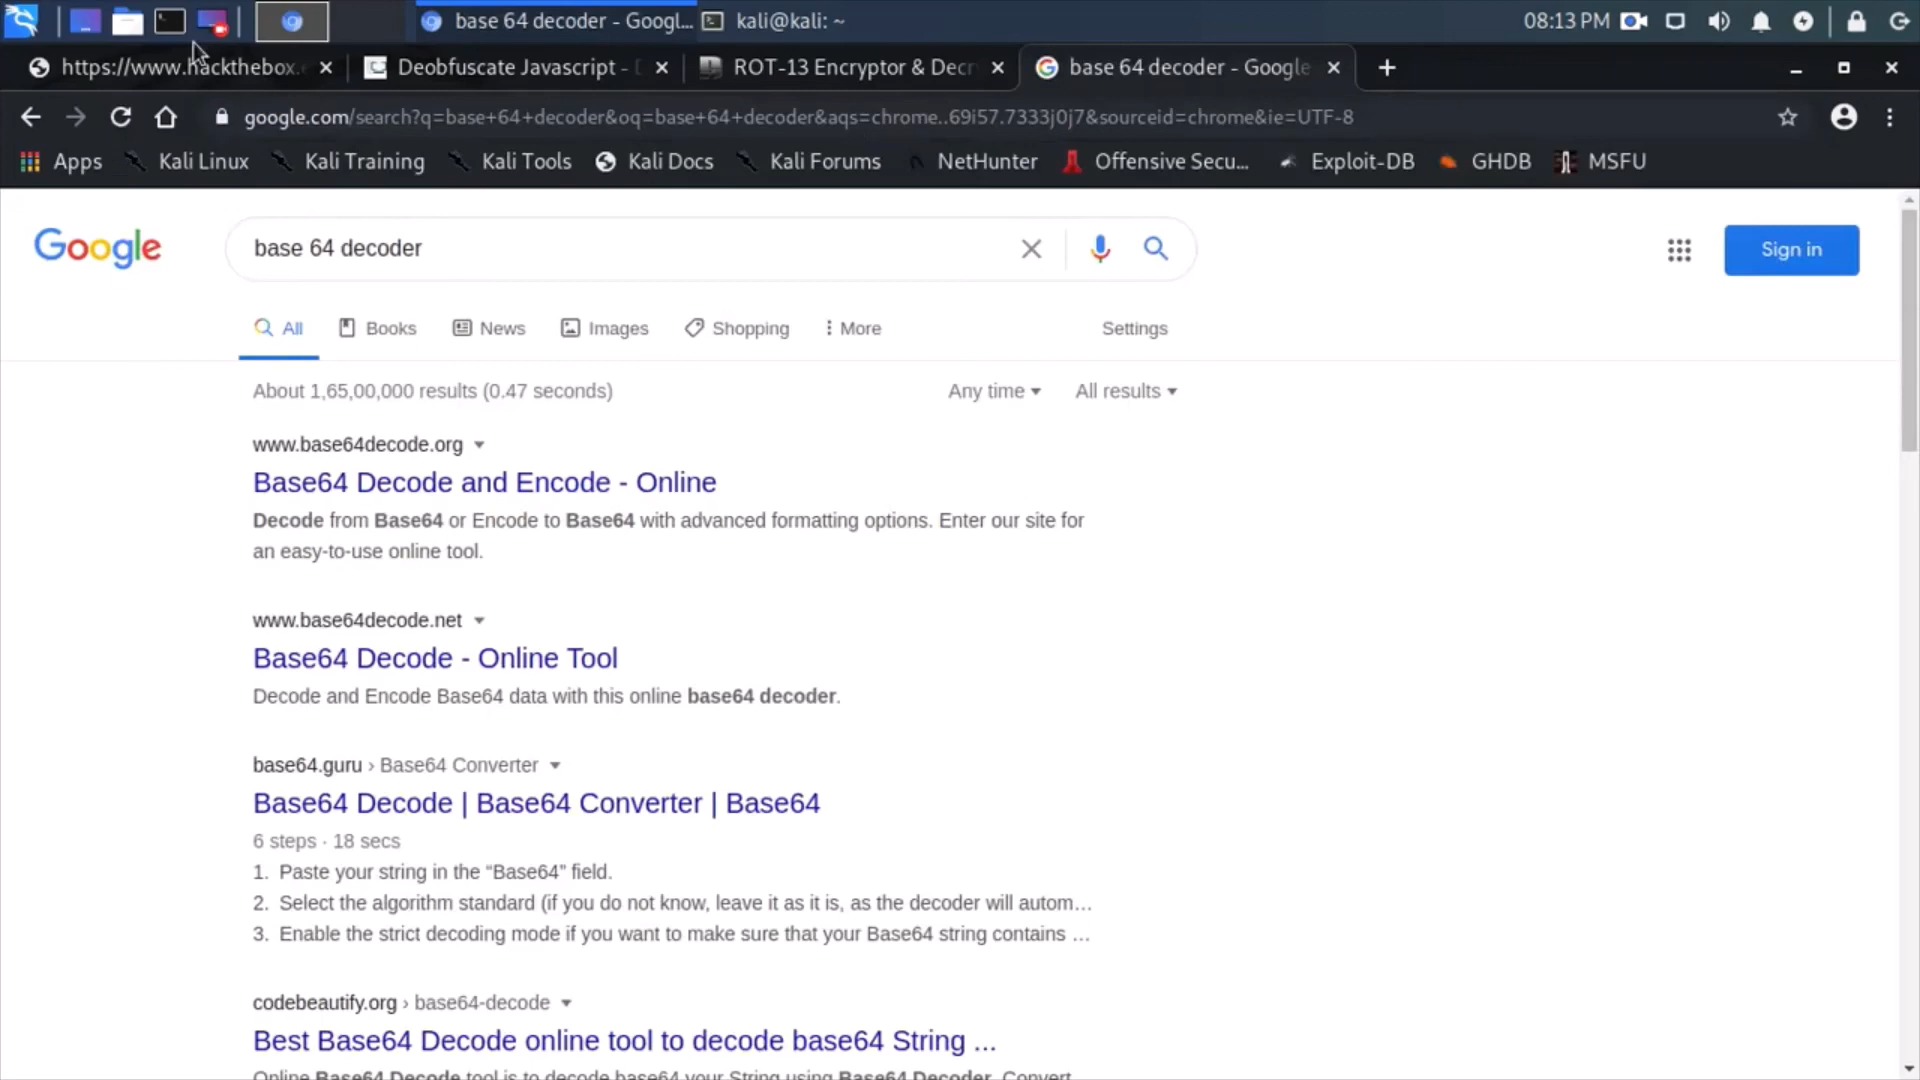 base 64 decoder - Googl...
kali@kali: ~
08:13 PM
https://www.hackthebox.e
Deobfuscate Javascript -
ROT-13 Encryptor & Decr
base 64 decoder - Google
google.com/search?q=base+64+decoder&oq=base+64+decoder&aqs=chrome..69i57.7333j0j7&sourceid=chrome&ie=UTF-8
Apps
Kali Linux
Kali Training
Kali Tools
Kali Docs
Kali Forums
NetHunter
Offensive Secu...
Exploit-DB
GHDB
MSFU
Google
base 64 decoder
Sign in
All
Books
News
Images
Shopping
More
Settings
About 1,65,00,000 results (0.47 seconds)
Any time
All results
www.base64decode.org
Base64 Decode and Encode - Online
Decode from Base64 or Encode to Base64 with advanced formatting options. Enter our site for
an easy-to-use online tool.
www.base64decode.net
Base64 Decode - Online Tool
Decode and Encode Base64 data with this online base64 decoder.
base64.guru › Base64 Converter
Base64 Decode | Base64 Converter | Base64
6 steps · 18 secs
1. Paste your string in the “Base64” field.
2. Select the algorithm standard (if you do not know, leave it as it is, as the decoder will autom...
3. Enable the strict decoding mode if you want to make sure that your Base64 string contains ...
codebeautify.org › base64-decode
Best Base64 Decode online tool to decode base64 String ...
Online Base64 Decode tool is to decode base64 your String using Base64 Decoder. Convert